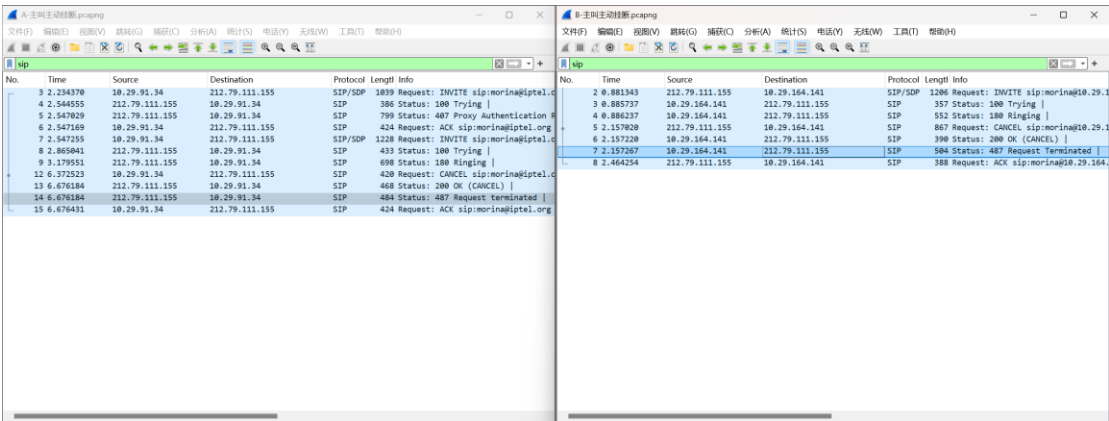 A-主叫主动挂断.pcapng
文件(F) 编辑(E) 视图(V) 跳转(G) 捕获(C) 分析(A) 统计(S) 电话(Y) 无线(W) 工具(T) 帮助(H)
sip
No. Time Source Destination Protocol Lengtl Info
3 2.234370 10.29.91.34 212.79.111.155 SIP/SDP 1039 Request: INVITE sip:morina@iptel.o
4 2.544555 212.79.111.155 10.29.91.34 SIP 386 Status: 100 Trying |
5 2.547029 212.79.111.155 10.29.91.34 SIP 799 Status: 407 Proxy Authentication R
6 2.547169 10.29.91.34 212.79.111.155 SIP 424 Request: ACK sip:morina@iptel.org
7 2.547255 10.29.91.34 212.79.111.155 SIP/SDP 1228 Request: INVITE sip:morina@iptel.o
8 2.865041 212.79.111.155 10.29.91.34 SIP 433 Status: 100 Trying |
9 3.179551 212.79.111.155 10.29.91.34 SIP 698 Status: 180 Ringing |
12 6.372523 10.29.91.34 212.79.111.155 SIP 420 Request: CANCEL sip:morina@iptel.o
13 6.676184 212.79.111.155 10.29.91.34 SIP 468 Status: 200 OK (CANCEL) |
14 6.676184 212.79.111.155 10.29.91.34 SIP 484 Status: 487 Request terminated |
15 6.676431 10.29.91.34 212.79.111.155 SIP 424 Request: ACK sip:morina@iptel.org
B-主叫主动挂断.pcapng
文件(F) 编辑(E) 视图(V) 跳转(G) 捕获(C) 分析(A) 统计(S) 电话(Y) 无线(W) 工具(T) 帮助(H)
sip
No. Time Source Destination Protocol Lengtl Info
2 0.881343 212.79.111.155 10.29.164.141 SIP/SDP 1206 Request: INVITE sip:morina@10.29.1
3 0.885737 10.29.164.141 212.79.111.155 SIP 357 Status: 100 Trying |
4 0.886237 10.29.164.141 212.79.111.155 SIP 552 Status: 180 Ringing |
5 2.157020 212.79.111.155 10.29.164.141 SIP 867 Request: CANCEL sip:morina@10.29.1
6 2.157220 10.29.164.141 212.79.111.155 SIP 390 Status: 200 OK (CANCEL) |
7 2.157267 10.29.164.141 212.79.111.155 SIP 504 Status: 487 Request Terminated |
8 2.464254 212.79.111.155 10.29.164.141 SIP 388 Request: ACK sip:morina@10.29.164.